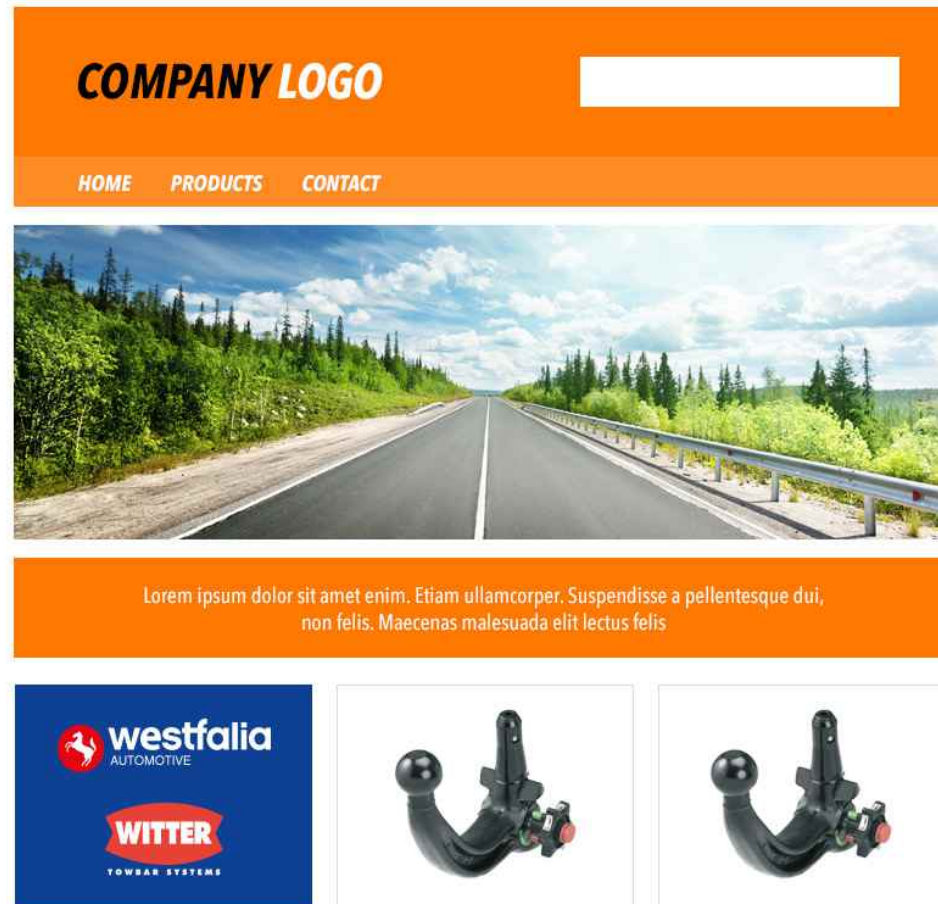 COMPANY LOGO
HOME PRODUCTS CONTACT
Lorem ipsum dolor sit amet enim. Etiam ullamcorper. Suspendisse a pellentesque dui,
non felis. Maecenas malesuada elit lectus felis
westfalia
AUTOMOTIVE
WITTER
TOWBAR SYSTEMS